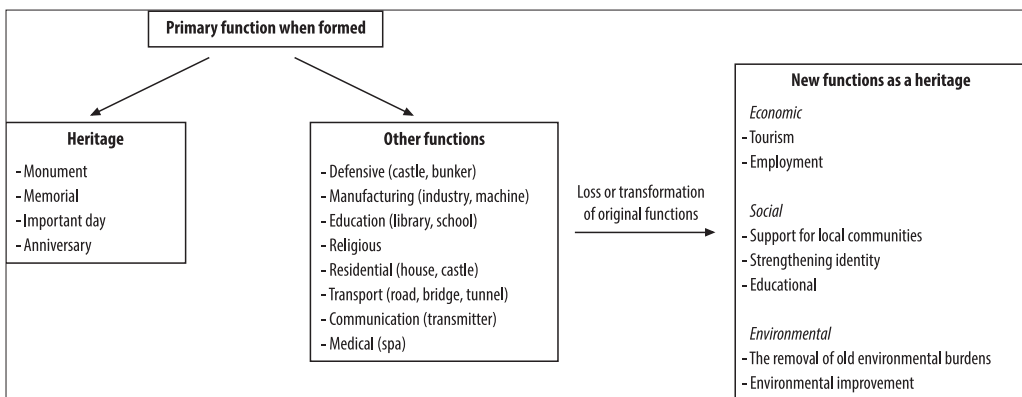 Primary function when formed
Heritage
- Monument
- Memorial
- Important day
- Anniversary
Other functions
- Defensive (castle, bunker)
- Manufacturing (industry, machine)
- Education (library, school)
- Religious
- Residential (house, castle)
- Transport (road, bridge, tunnel)
- Communication (transmitter)
- Medical (spa)
Loss or transformation
of original functions
New functions as a heritage
Economic
- Tourism
- Employment
Social
- Support for local communities
- Strengthening identity
- Educational
Environmental
- The removal of old environmental burdens
- Environmental improvement